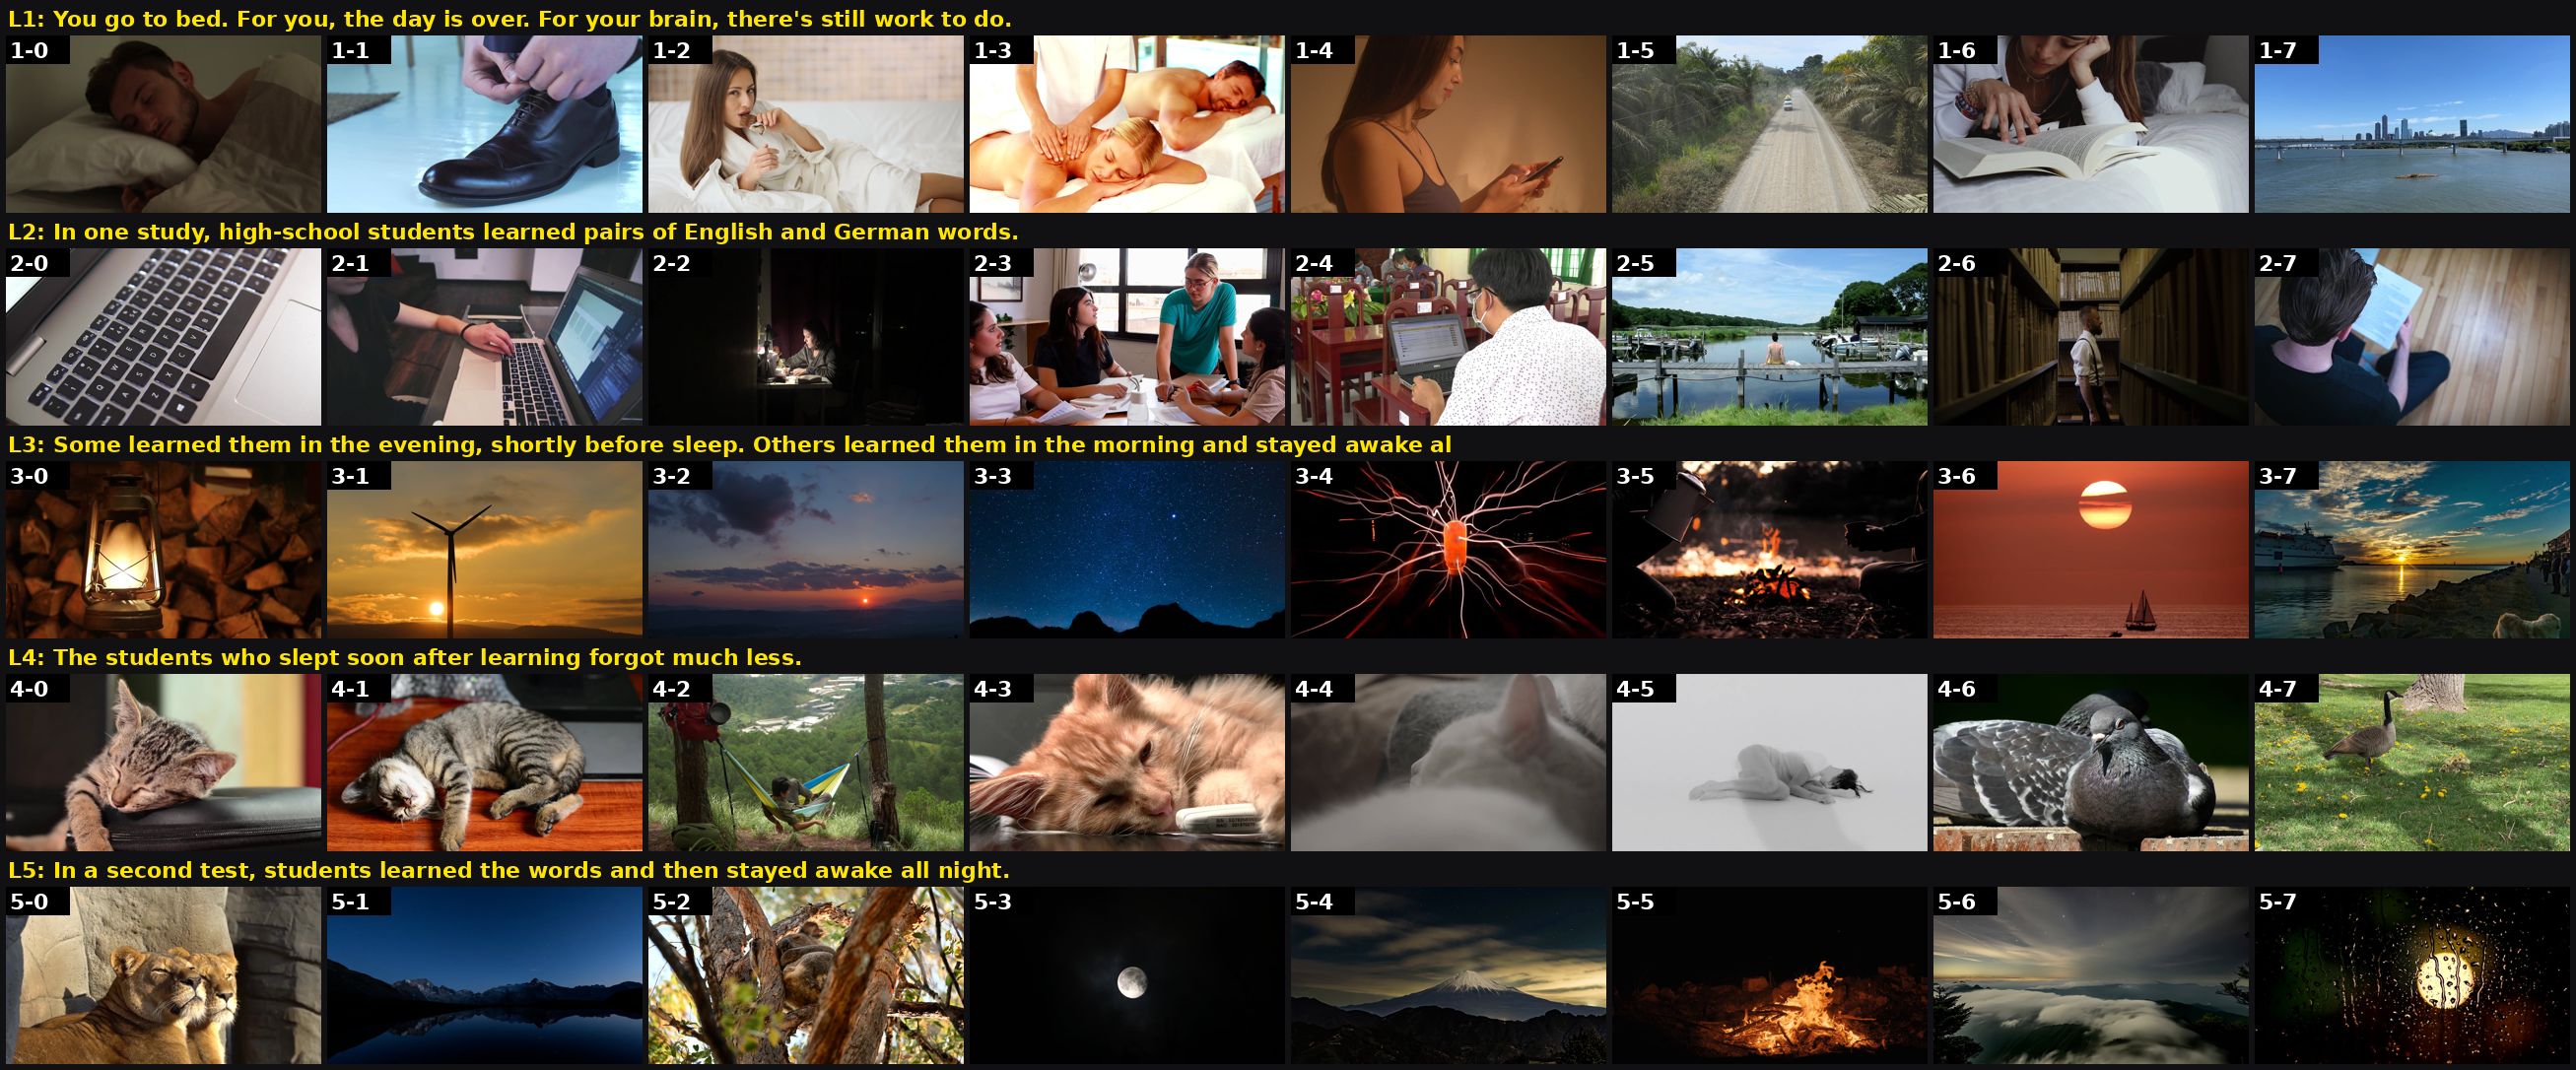 L1: You go to bed. For you, the day is over. For your brain, there's still work to do.
1-0 1-1 1-2 1-3 1-4 1-5 1-6 1-7
L2: In one study, high-school students learned pairs of English and German words.
2-0 2-1 2-2 2-3 2-4 2-5 2-6 2-7
L3: Some learned them in the evening, shortly before sleep. Others learned them in the morning and stayed awake al
3-0 3-1 3-2 3-3 3-4 3-5 3-6 3-7
L4: The students who slept soon after learning forgot much less.
4-0 4-1 4-2 4-3 4-4 4-5 4-6 4-7
L5: In a second test, students learned the words and then stayed awake all night.
5-0 5-1 5-2 5-3 5-4 5-5 5-6 5-7